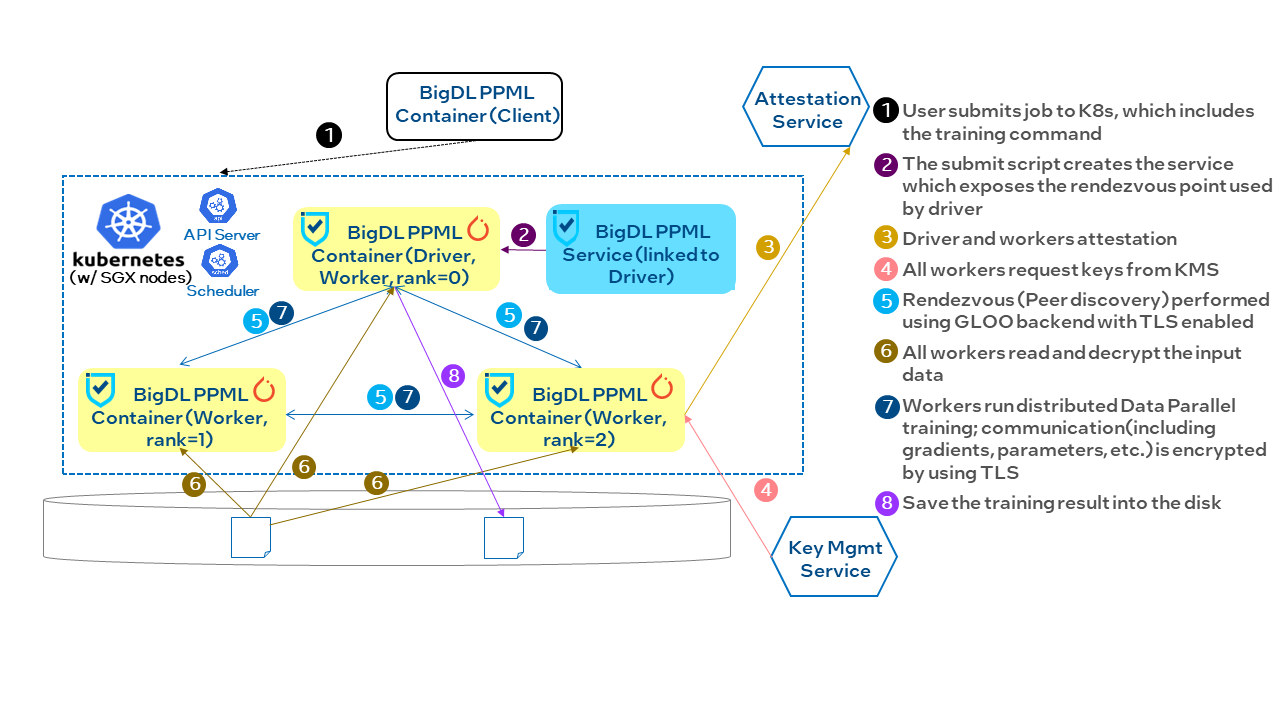 BigDL PPML
Container (Client)
Attestation
Service
1
1
User submits job to K8s, which includes
the training command
2
The submit script creates the service
which exposes the rendezvous point used
by driver
3
Driver and workers attestation
4
All workers request keys from KMS
5
Rendezvous (Peer discovery) performed
using GLOO backend with TLS enabled
6
All workers read and decrypt the input
data
7
Workers run distributed Data Parallel
training; communication(including
gradients, parameters, etc.) is encrypted
by using TLS
8
Save the training result into the disk
kubernetes
(w/ SGX nodes)
api
API Server
sched
Scheduler
BigDL PPML
Container (Driver,
Worker, rank=0)
2
BigDL PPML
Service (linked to
Driver)
3
5
7
5
7
8
BigDL PPML
Container (Worker,
rank=1)
5
7
BigDL PPML
Container (Worker,
rank=2)
6
6
6
4
Key Mgmt
Service